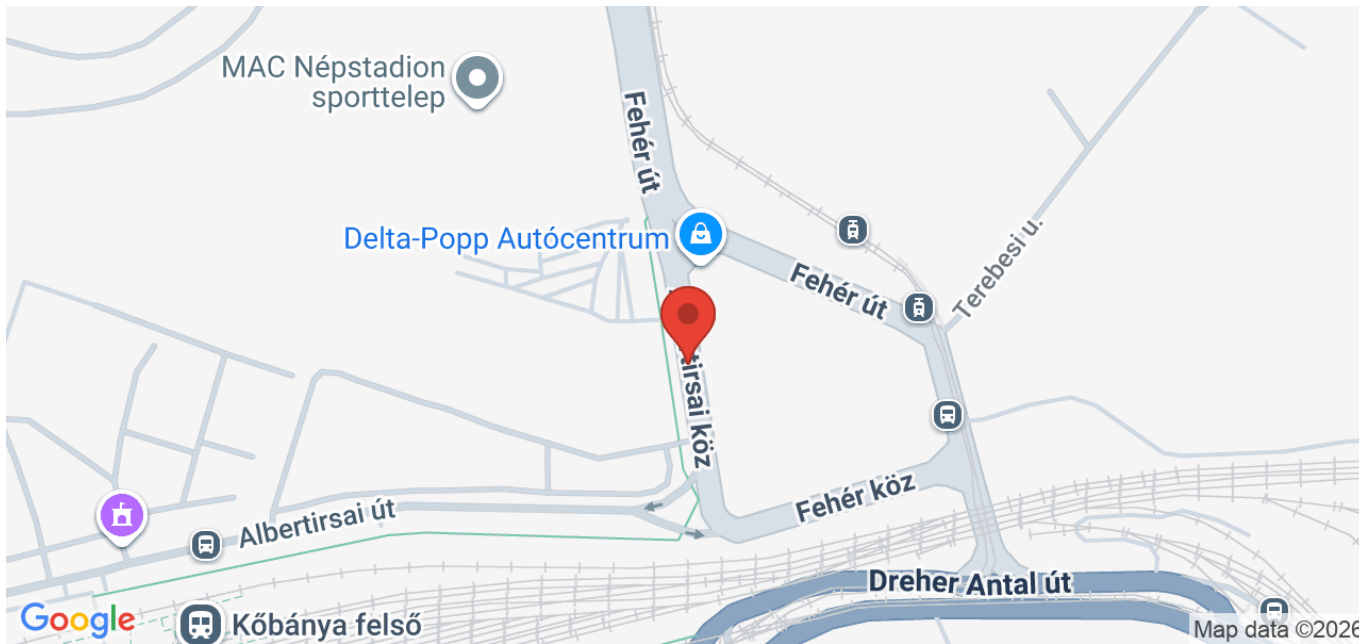 MAC Népstadion
sporttelep
Fehér út
Delta-Popp Autócentrum
Fehér út
Terebesi u.
tirsai köz
Fehér köz
Albertirsai út
Dreher Antal út
Kőbánya felső
Google
Map data ©2026